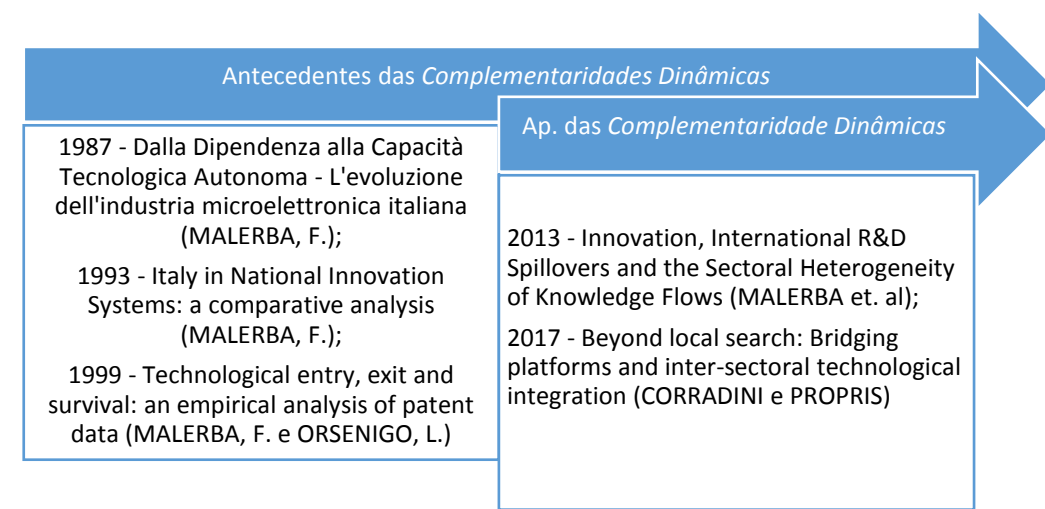 Antecedentes das Complementaridades Dinâmicas
1987 - Dalla Dipendenza alla Capacità
Tecnologica Autonoma - L'evoluzione
dell'industria microelettronica italiana
(MALERBA, F.);
1993 - Italy in National Innovation
Systems: a comparative analysis
(MALERBA, F.);
1999 - Technological entry, exit and
survival: an empirical analysis of patent
data (MALERBA, F. e ORSENIGO, L.)
Ap. das Complementaridade Dinâmicas
2013 - Innovation, International R&D
Spillovers and the Sectoral Heterogeneity
of Knowledge Flows (MALERBA et. al);
2017 - Beyond local search: Bridging
platforms and inter-sectoral technological
integration (CORRADINI e PROPRIS)